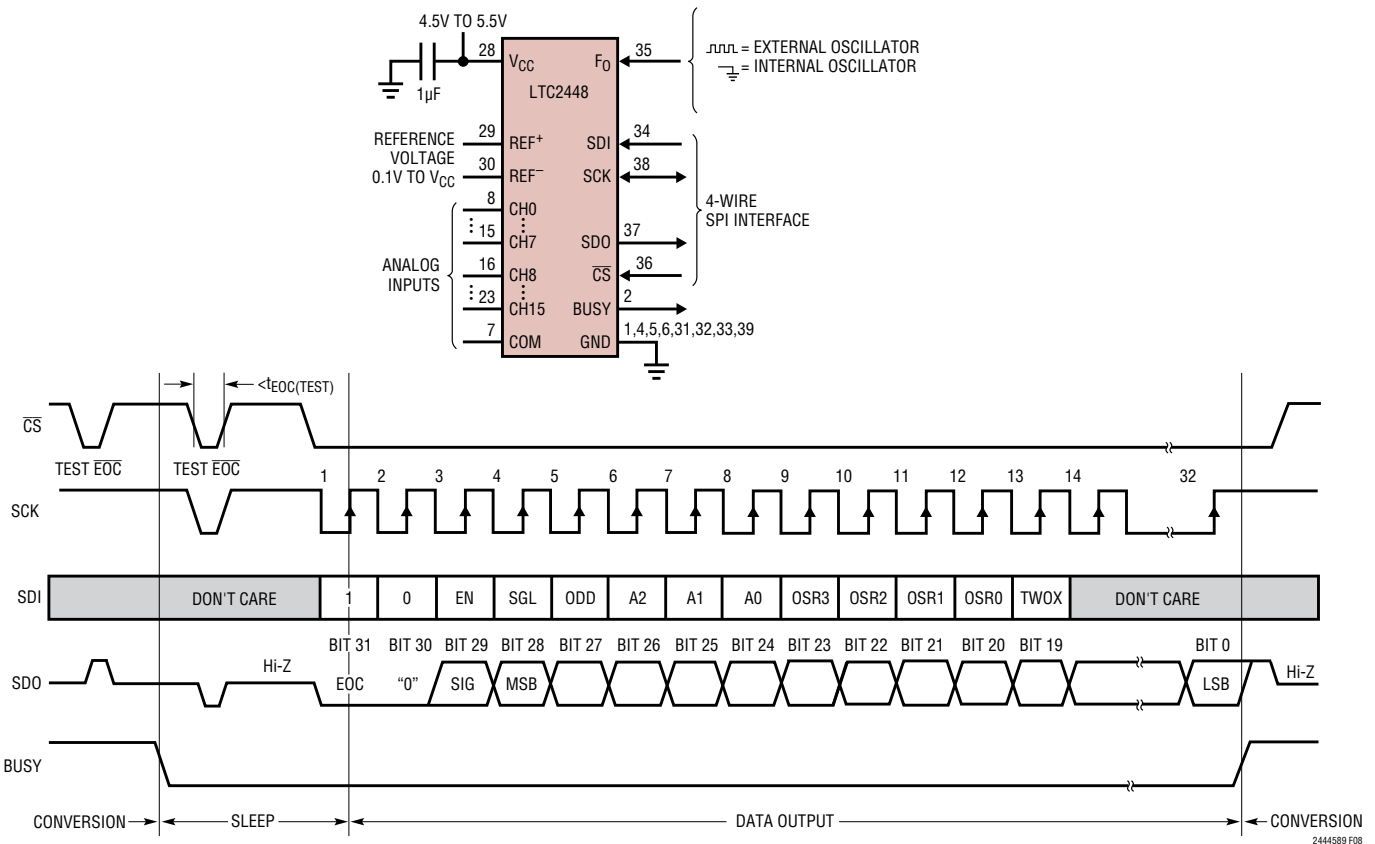 4.5V TO 5.5V
1µF
28
VCC
FO
35
= EXTERNAL OSCILLATOR
= INTERNAL OSCILLATOR
LTC2448
REFERENCE
VOLTAGE
0.1V TO VCC
29
REF+
SDI
34
30
REF−
SCK
38
4-WIRE
SPI INTERFACE
8
CH0
15
CH7
SDO
37
ANALOG
INPUTS
16
CH8
CS
36
23
CH15
BUSY
2
7
COM
GND
1,4,5,6,31,32,33,39
<tEOC(TEST)
CS
TEST EOC
TEST EOC
SCK
1 2 3 4 5 6 7 8 9 10 11 12 13 14 32
SDI
DON'T CARE 1 0 EN SGL ODD A2 A1 A0 OSR3 OSR2 OSR1 OSR0 TWOX DON'T CARE
BIT 31 BIT 30 BIT 29 BIT 28 BIT 27 BIT 26 BIT 25 BIT 24 BIT 23 BIT 22 BIT 21 BIT 20 BIT 19 BIT 0
SDO
Hi-Z EOC “0” SIG MSB LSB Hi-Z
BUSY
CONVERSION SLEEP DATA OUTPUT CONVERSION
2444589 F08